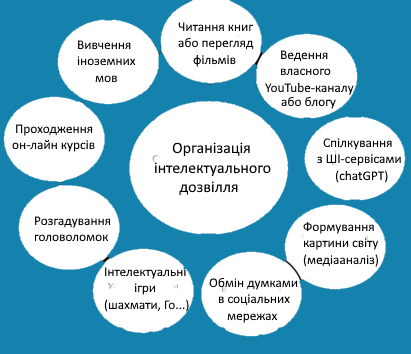 Читання книг
або перегляд
фільмів
Ведення
власного
YouTube-каналу
або блогу
Спілкування
з ШІ-сервісами
(chatGPT)
Формування
картини світу
(медіааналіз)
Обмін думками
в соціальних
мережах
Інтелектуальні
ігри
(шахмати, Го...)
Розгадування
головоломок
Проходження
он-лайн курсів
Вивчення
іноземних
мов
Організація
інтелектуального
дозвілля